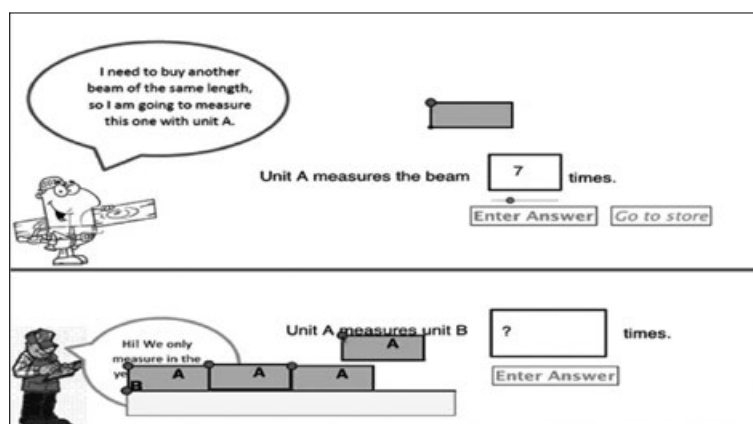 I need to buy another
beam of the same length,
so I am going to measure
this one with unit A.
Unit A measures the beam 7 times.
Enter Answer Go to store
Unit A measures unit B ? times.
A
Hi! We only
measure in the
A A A
B
Enter Answer